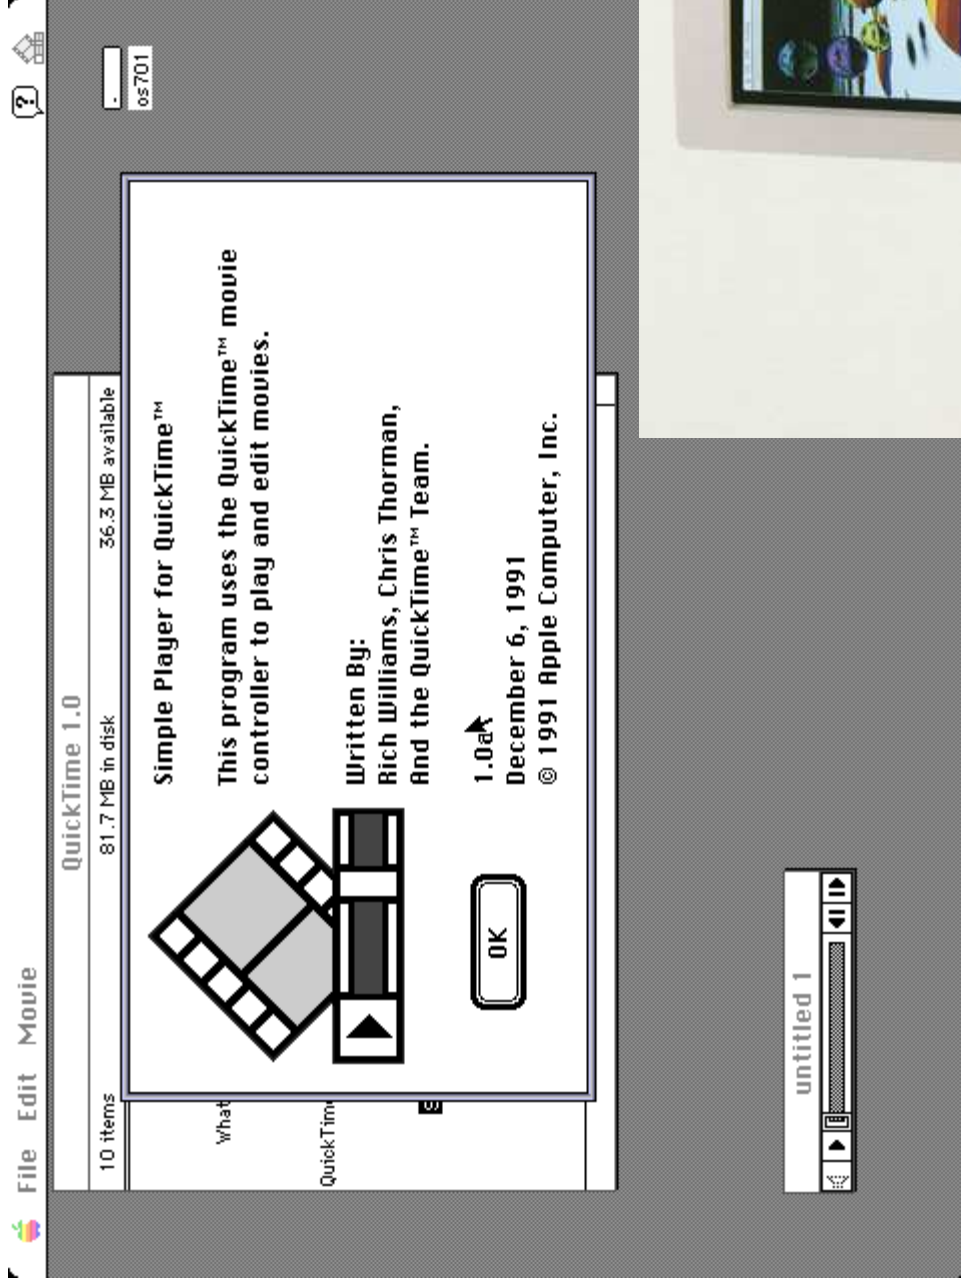 File Edit Movie
os701
QuickTime 1.0
10 items
81.7 MB in disk
36.3 MB available
Simple Player for QuickTime™
This program uses the QuickTime™ movie
controller to play and edit movies.
Written By:
Rich Williams, Chris Thorman,
And the QuickTime™ Team.
1.0a
December 6, 1991
© 1991 Apple Computer, Inc.
OK
What
QuickTim
untitled 1